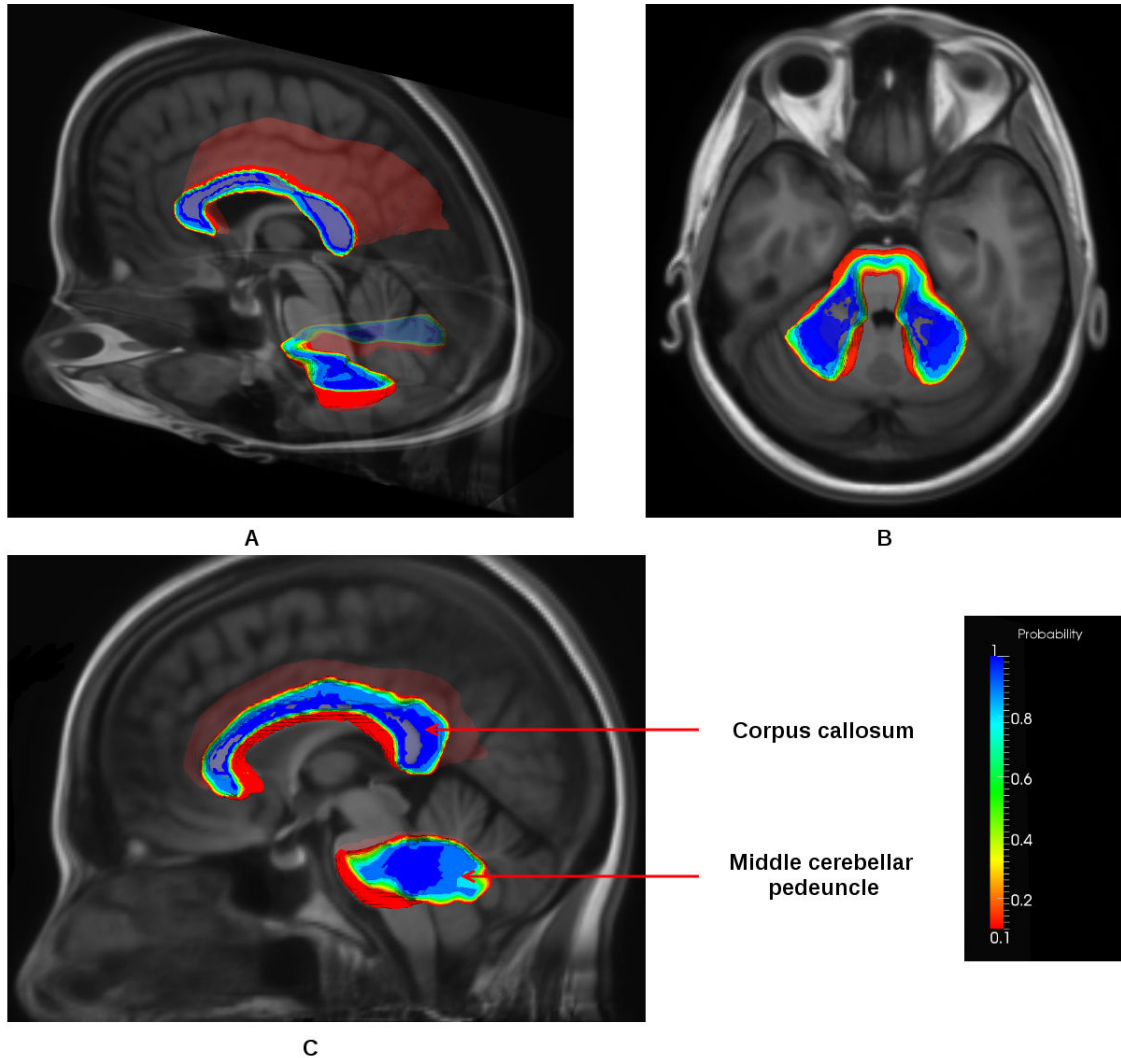 A
B
Probability
1
0.8
0.6
0.4
0.2
0.1
Corpus callosum
Middle cerebellar
pedeuncle
C